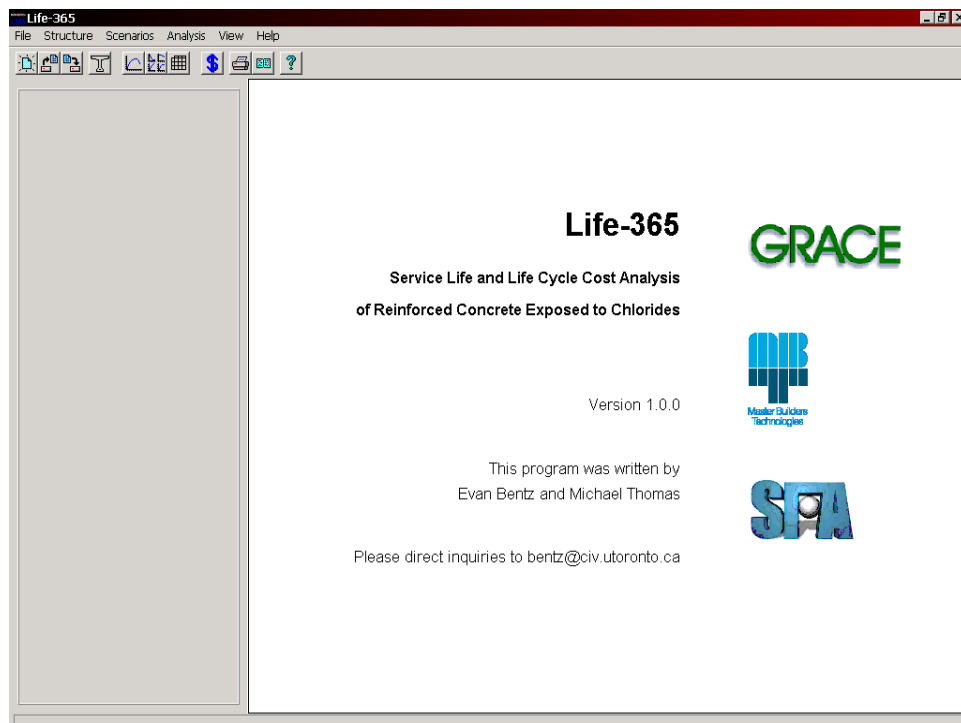 Life-365
File Structure Scenarios Analysis View Help
Life-365
Service Life and Life Cycle Cost Analysis
of Reinforced Concrete Exposed to Chlorides
Version 1.0.0
This program was written by
Evan Bentz and Michael Thomas
Please direct inquiries to bentz@civ.utoronto.ca
GRACE
MBT
Master Builders
Technologies
SFA